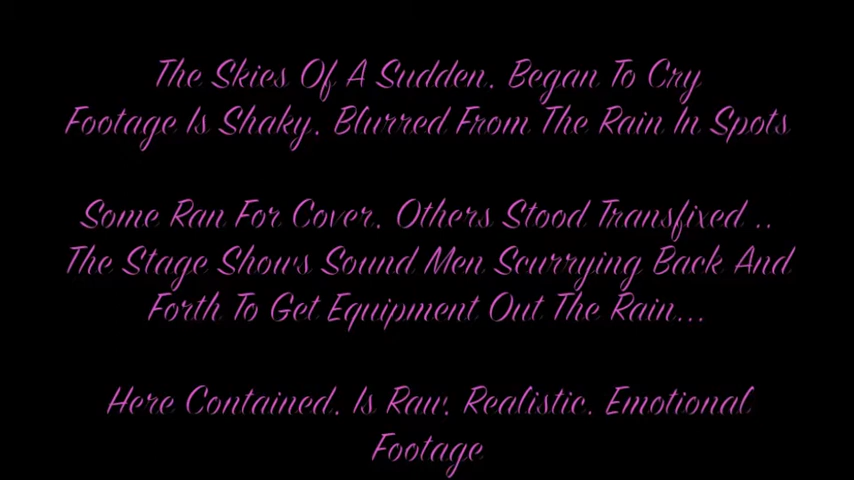 The Skies Of A Sudden. Began To Cry
Footage Is Shaky. Blurred From The Rain In Spots
Some Ran For Cover. Others Stood Transfixed ..
The Stage Shows Sound Men Scurrying Back And
Forth To Get Equipment Out The Rain...
Here Contained. Is Raw. Realistic. Emotional
Footage